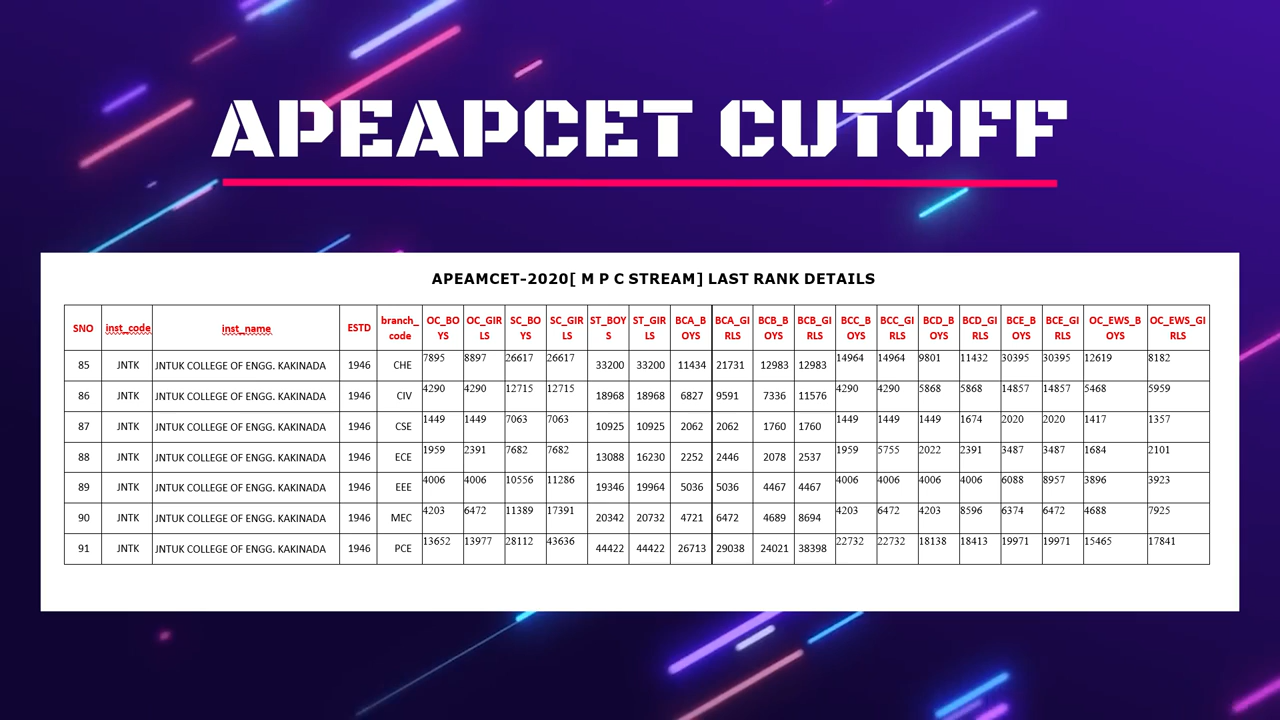 APEAPCET CUTOFF
APEAMCET-2020[ M P C STREAM] LAST RANK DETAILS
SNO inst_code inst_name ESTD branch_code OC_BOYS OC_GIRLS SC_BOYS SC_GIRLS ST_BOYS ST_GIRLS BCA_BOYS BCA_GIRLS BCB_BOYS BCB_GIRLS BCC_BOYS BCC_GIRLS BCD_BOYS BCD_GIRLS BCE_BOYS BCE_GIRLS OC_EWS_BOYS OC_EWS_GIRLS
85 JNTK JNTUK COLLEGE OF ENGG. KAKINADA 1946 CHE 7895 8897 26617 26617 33200 33200 11434 21731 12983 12983 14964 14964 9801 11432 30395 30395 12619 8182
86 JNTK JNTUK COLLEGE OF ENGG. KAKINADA 1946 CIV 4290 4290 12715 12715 18968 18968 6827 9591 7336 11576 4290 4290 5868 5868 14857 14857 5468 5959
87 JNTK JNTUK COLLEGE OF ENGG. KAKINADA 1946 CSE 1449 1449 7063 7063 10925 10925 2062 2062 1760 1760 1449 1449 1449 1674 2020 2020 1417 1357
88 JNTK JNTUK COLLEGE OF ENGG. KAKINADA 1946 ECE 1959 2391 7682 7682 13088 16230 2252 2446 2078 2537 1959 5755 2022 2391 3487 3487 1684 2101
89 JNTK JNTUK COLLEGE OF ENGG. KAKINADA 1946 EEE 4006 4006 10556 11286 19346 19964 5036 5036 4467 4467 4006 4006 4006 4006 6088 8957 3896 3923
90 JNTK JNTUK COLLEGE OF ENGG. KAKINADA 1946 MEC 4203 6472 11389 17391 20342 20732 4721 6472 4689 8694 4203 6472 4203 8596 6374 6472 4688 7925
91 JNTK JNTUK COLLEGE OF ENGG. KAKINADA 1946 PCE 13652 13977 28112 43636 44422 44422 26713 29038 24021 38398 22732 22732 18138 18413 19971 19971 15465 17841